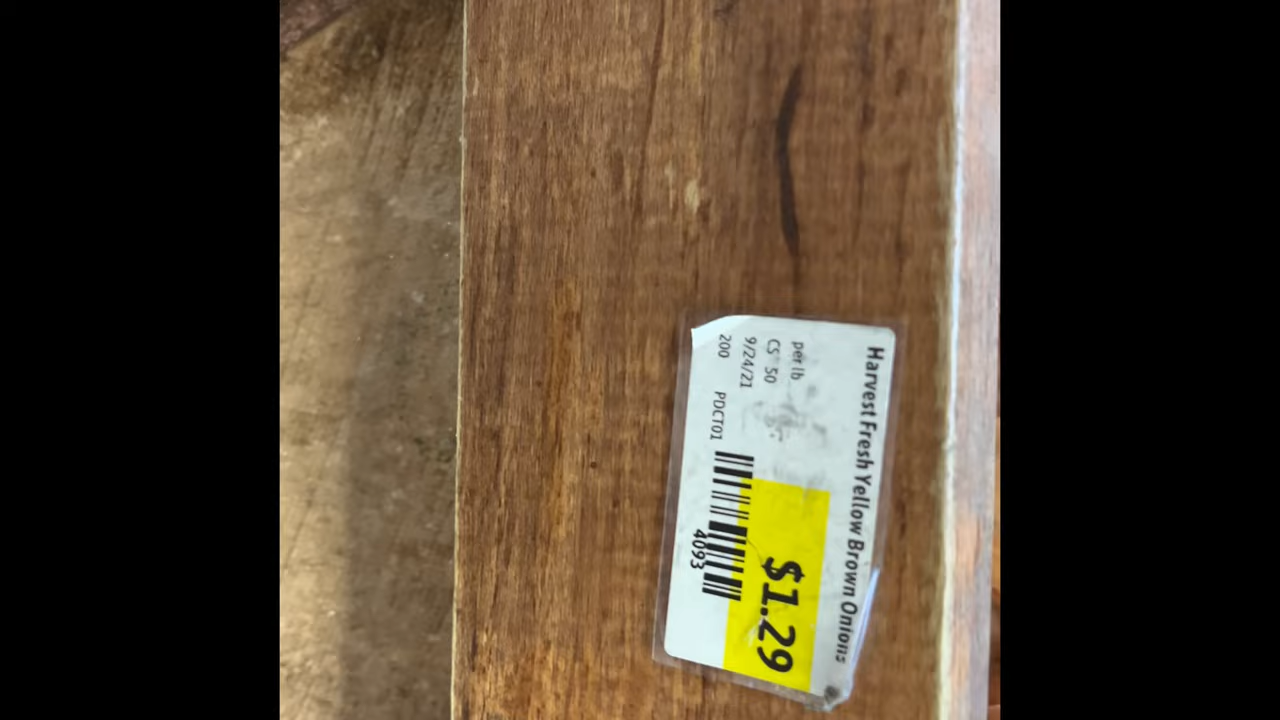 Harvest Fresh Yellow Brown Onions
per lb
CS 50
9/24/21
200 PDCT01
$1.29
4093